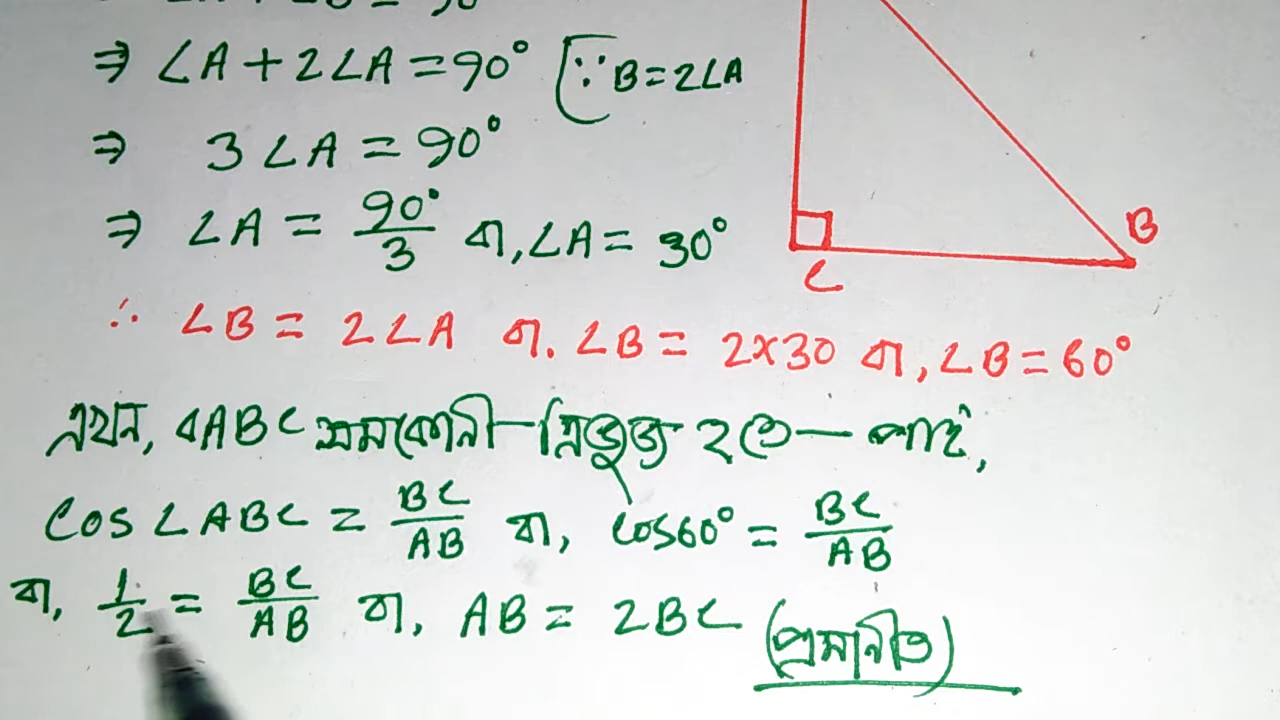 ⇒ ∠A + 2∠A = 90° [∵ B = 2∠A
⇒ 3∠A = 90°
⇒ ∠A = 90°/3 বা, ∠A = 30°
B
C
∴ ∠B = 2∠A বা. ∠B = 2×30 বা, ∠B = 60°
এখন, ABC সমকোনী ত্রিভুজ হতে পাই,
Cos∠ABC = BC/AB বা, cos60° = BC/AB
বা, 1/2 = BC/AB বা, AB = 2BC (প্রমানীত)